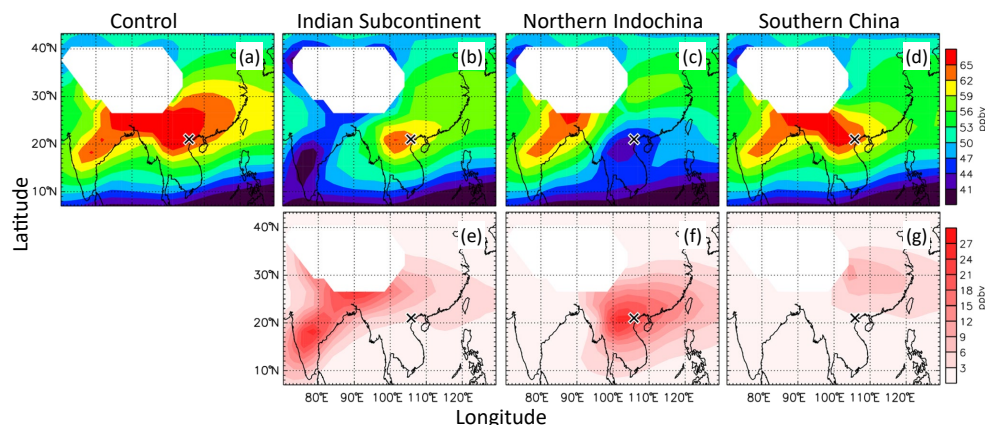 Control Indian Subcontinent Northern Indochina Southern China
40°N (a) (b) (c) (d)
30°N
20°N
10°N
65
62
59
56
53
50
47
44
41
ppbv
Latitude
40°N (e) (f) (g)
30°N
20°N
10°N
27
24
21
18
15
12
9
6
3
ppbv
80°E 90°E 100°E 110°E 120°E 80°E 90°E 100°E 110°E 120°E 80°E 90°E 100°E 110°E 120°E
Longitude